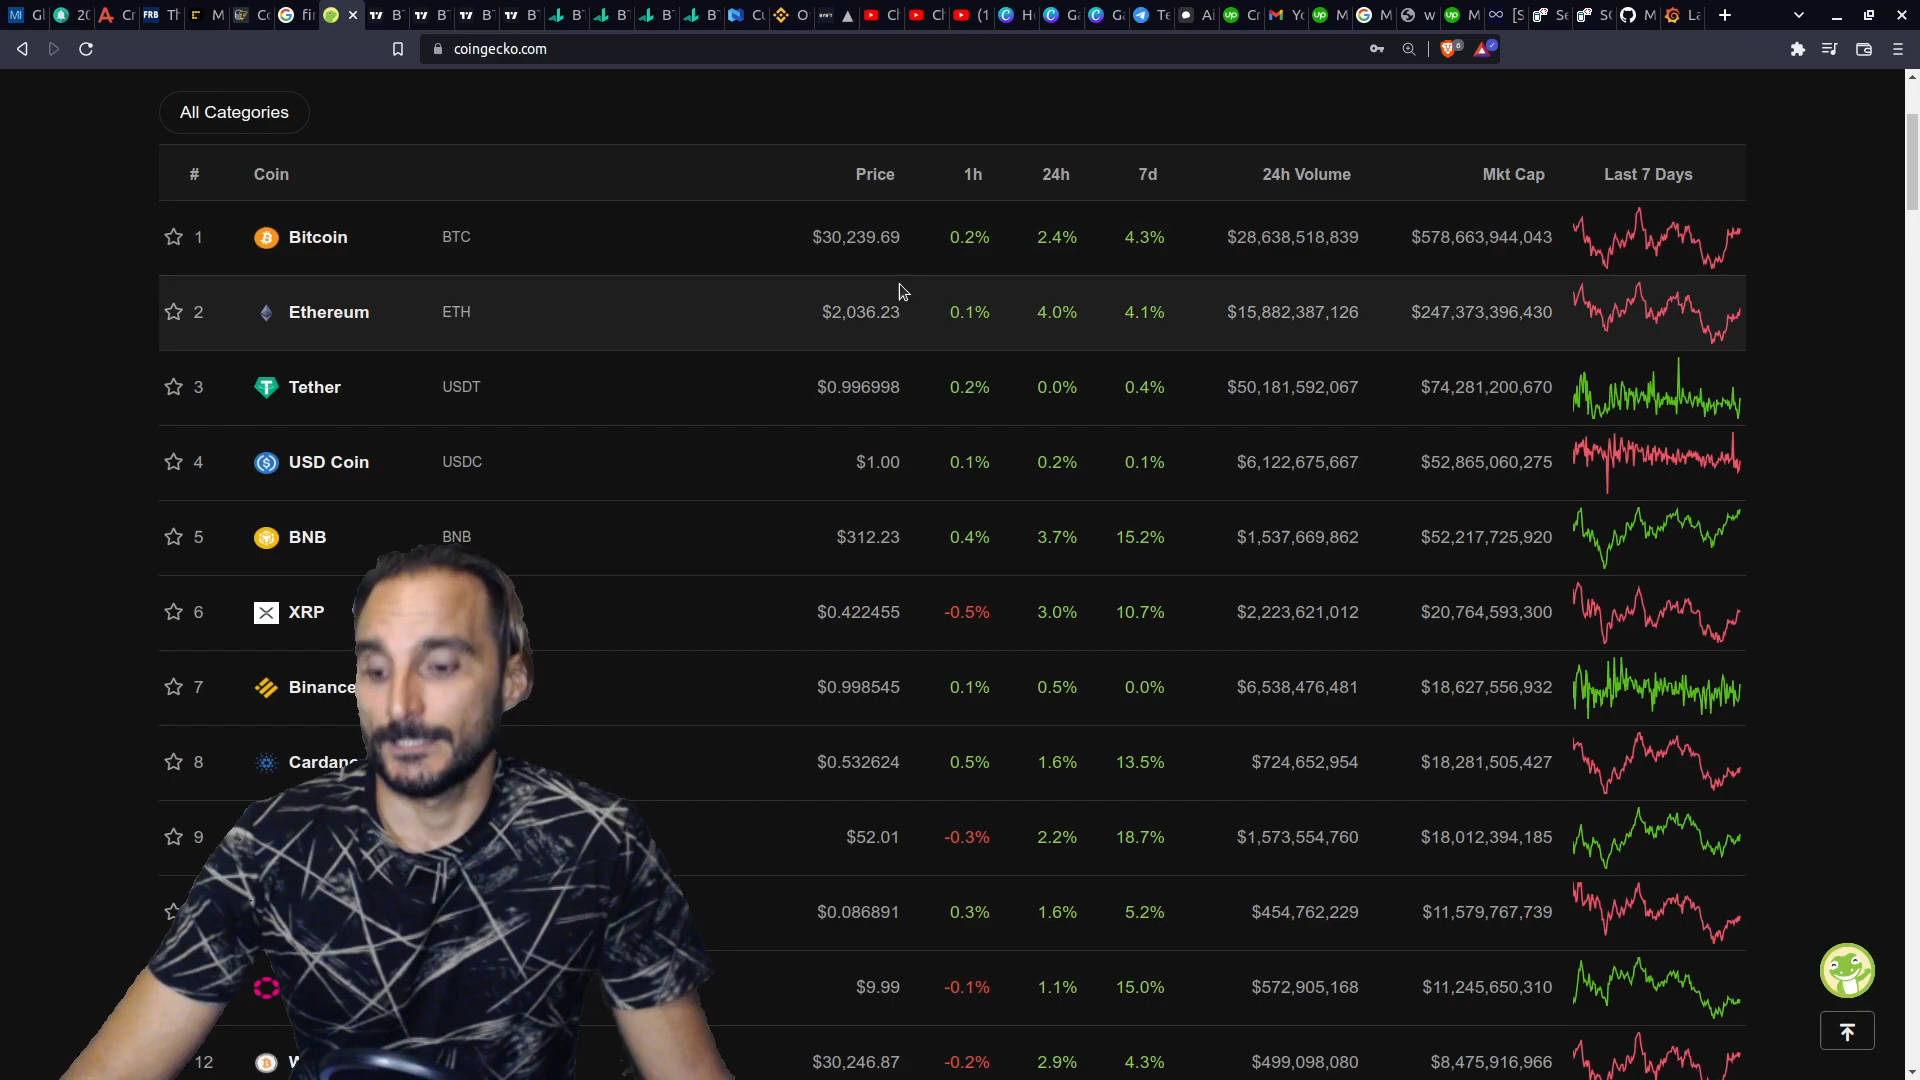 coingecko.com
All Categories
# Coin Price 1h 24h 7d 24h Volume Mkt Cap Last 7 Days
1 Bitcoin BTC $30,239.69 0.2% 2.4% 4.3% $28,638,518,839 $578,663,944,043
2 Ethereum ETH $2,036.23 0.1% 4.0% 4.1% $15,882,387,126 $247,373,396,430
3 Tether USDT $0.996998 0.2% 0.0% 0.4% $50,181,592,067 $74,281,200,670
4 USD Coin USDC $1.00 0.1% 0.2% 0.1% $6,122,675,667 $52,865,060,275
5 BNB BNB $312.23 0.4% 3.7% 15.2% $1,537,669,862 $52,217,725,920
6 XRP $0.422455 -0.5% 3.0% 10.7% $2,223,621,012 $20,764,593,300
7 Binance $0.998545 0.1% 0.5% 0.0% $6,538,476,481 $18,627,556,932
8 Cardano $0.532624 0.5% 1.6% 13.5% $724,652,954 $18,281,505,427
9 $52.01 -0.3% 2.2% 18.7% $1,573,554,760 $18,012,394,185
$0.086891 0.3% 1.6% 5.2% $454,762,229 $11,579,767,739
$9.99 -0.1% 1.1% 15.0% $572,905,168 $11,245,650,310
12 W $30,246.87 -0.2% 2.9% 4.3% $499,098,080 $8,475,916,966